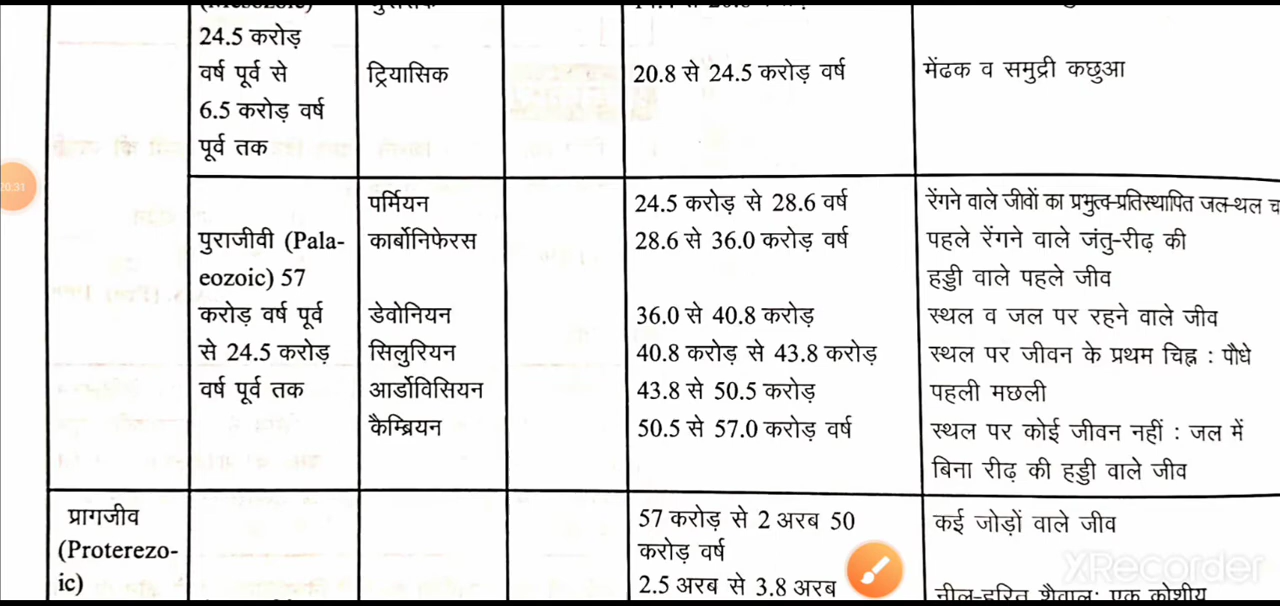 24.5 करोड़
वर्ष पूर्व से
6.5 करोड़ वर्ष
पूर्व तक
ट्रियासिक
20.8 से 24.5 करोड़ वर्ष
मेंढक व समुद्री कछुआ
20:31
पुराजीवी (Pala-
eozoic) 57
करोड़ वर्ष पूर्व
से 24.5 करोड़
वर्ष पूर्व तक
पर्मियन
24.5 करोड़ से 28.6 वर्ष
रेंगने वाले जीवों का प्रभुत्व-प्रतिस्थापित जल-थल च
कार्बोनिफेरस
28.6 से 36.0 करोड़ वर्ष
पहले रेंगने वाले जंतु-रीढ़ की
हड्डी वाले पहले जीव
डेवोनियन
36.0 से 40.8 करोड़
स्थल व जल पर रहने वाले जीव
सिलुरियन
40.8 करोड़ से 43.8 करोड़
स्थल पर जीवन के प्रथम चिह्न : पौधे
आर्डोविसियन
43.8 से 50.5 करोड़
पहली मछली
कैम्ब्रियन
50.5 से 57.0 करोड़ वर्ष
स्थल पर कोई जीवन नहीं : जल में
बिना रीढ़ की हड्डी वाले जीव
प्रागजीव
(Proterezo-
ic)
57 करोड़ से 2 अरब 50
करोड़ वर्ष
कई जोड़ों वाले जीव
2.5 अरब से 3.8 अरब
नील-हरित शैवाल: एक कोशीय
XRecorder